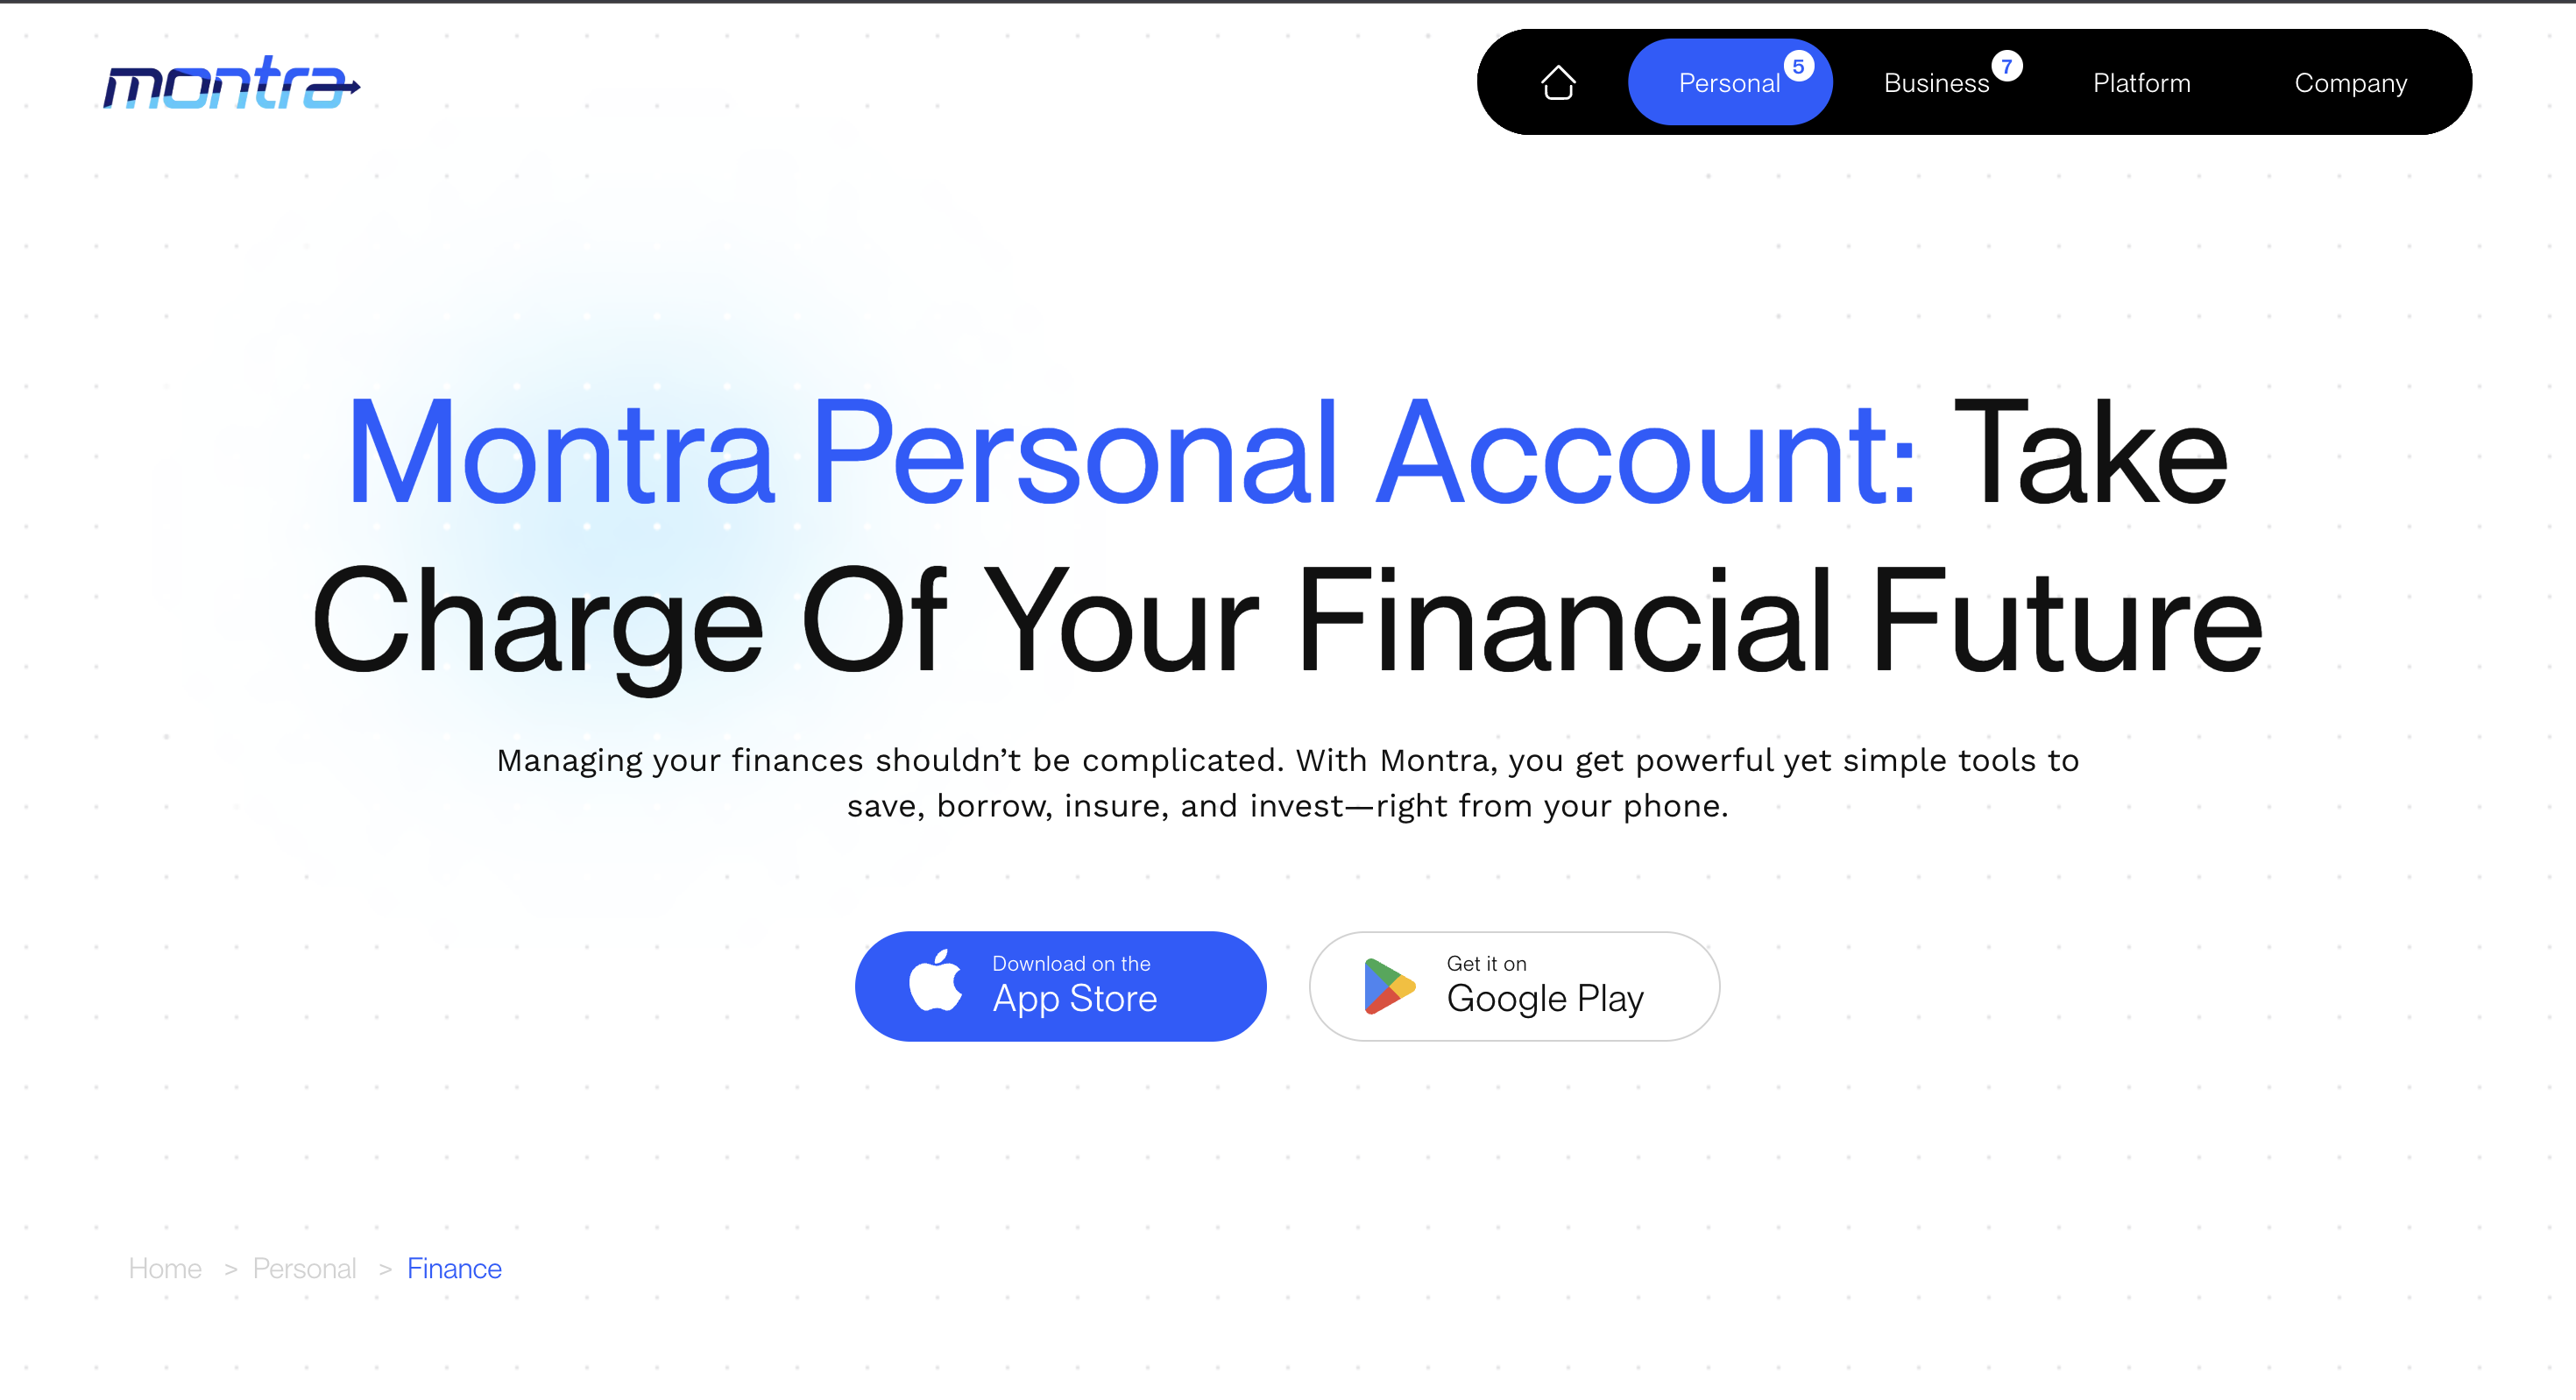 montra
Personal 5 Business 7 Platform Company
Montra Personal Account: Take
Charge Of Your Financial Future
Managing your finances shouldn’t be complicated. With Montra, you get powerful yet simple tools to
save, borrow, insure, and invest—right from your phone.
Download on the
App Store
Get it on
Google Play
Home > Personal > Finance